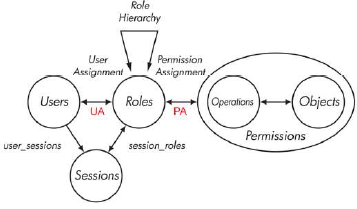 Role
Hierarchy
User
Assignment
Permission
Assignment
Users
UA
Roles
PA
Operations
Objects
Permissions
user_sessions
session_roles
Sessions